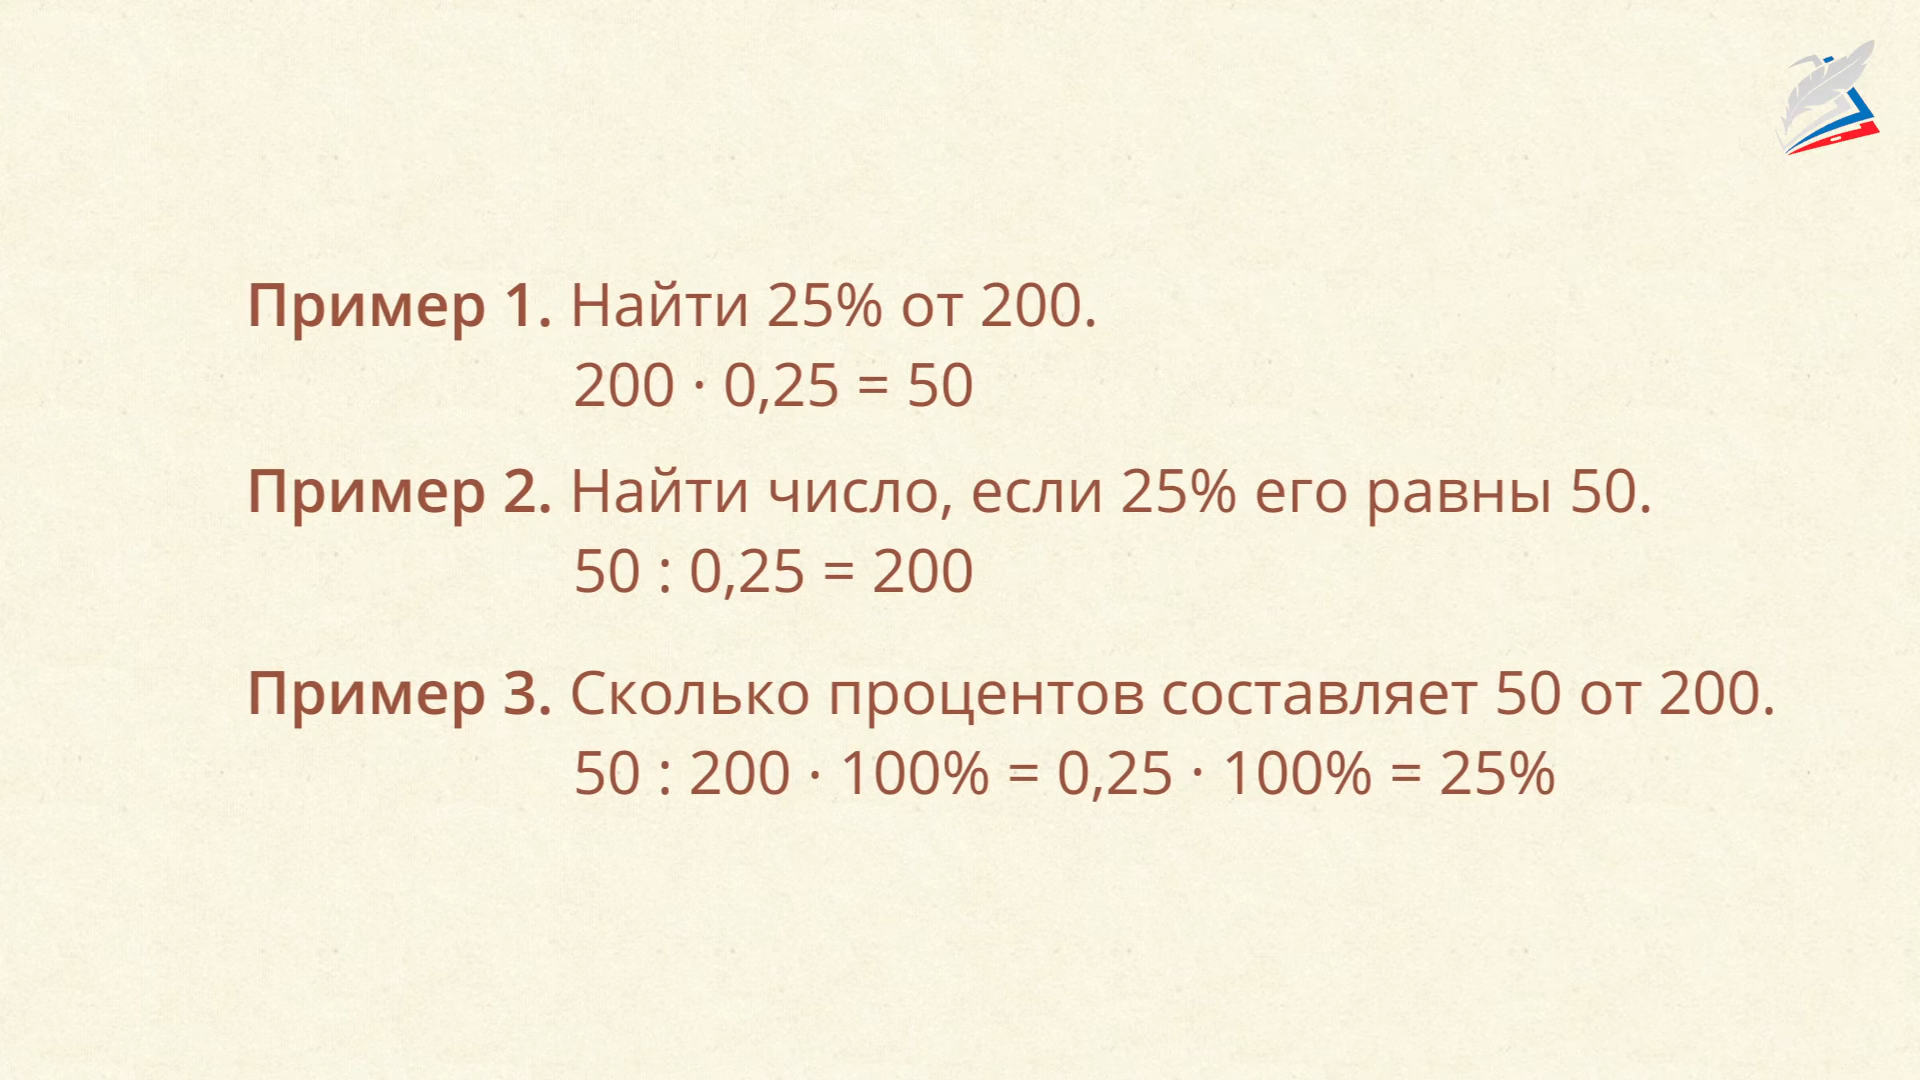 Пример 1. Найти 25% от 200.
200 · 0,25 = 50
Пример 2. Найти число, если 25% его равны 50.
50 : 0,25 = 200
Пример 3. Сколько процентов составляет 50 от 200.
50 : 200 · 100% = 0,25 · 100% = 25%